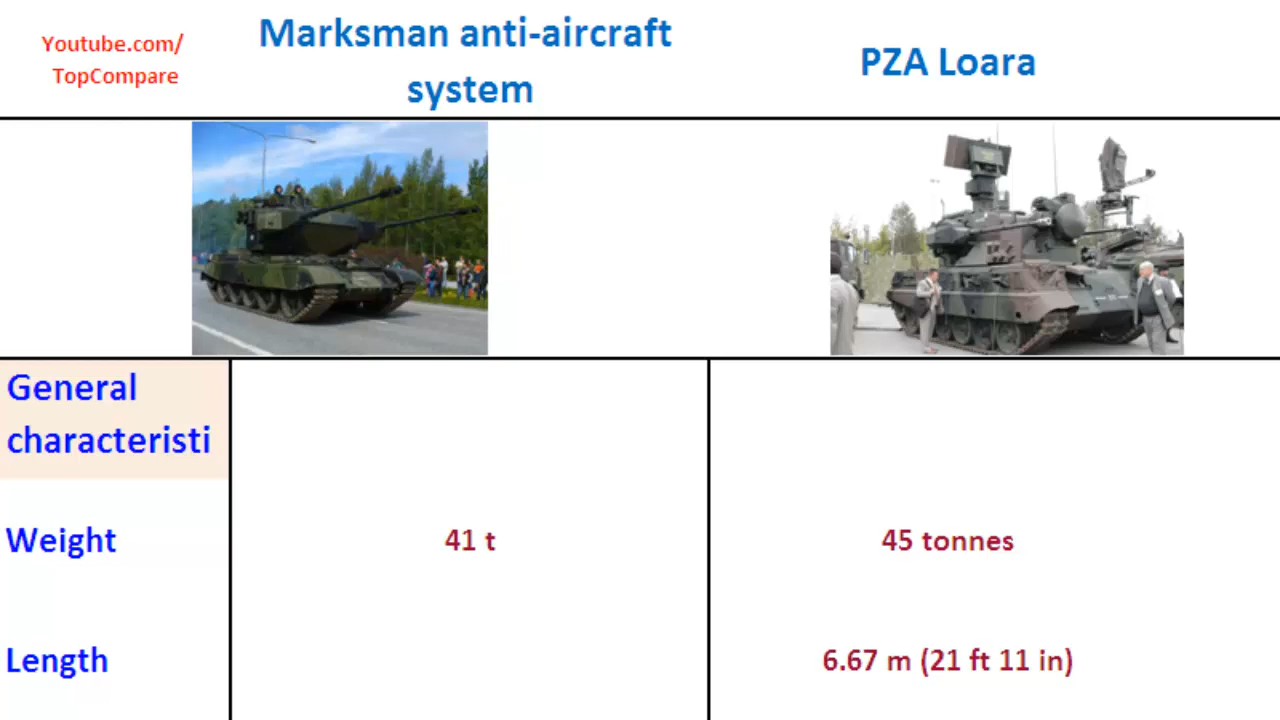 Youtube.com/
TopCompare
Marksman anti-aircraft
system
PZA Loara
General
characteristi
Weight
41 t
45 tonnes
Length
6.67 m (21 ft 11 in)